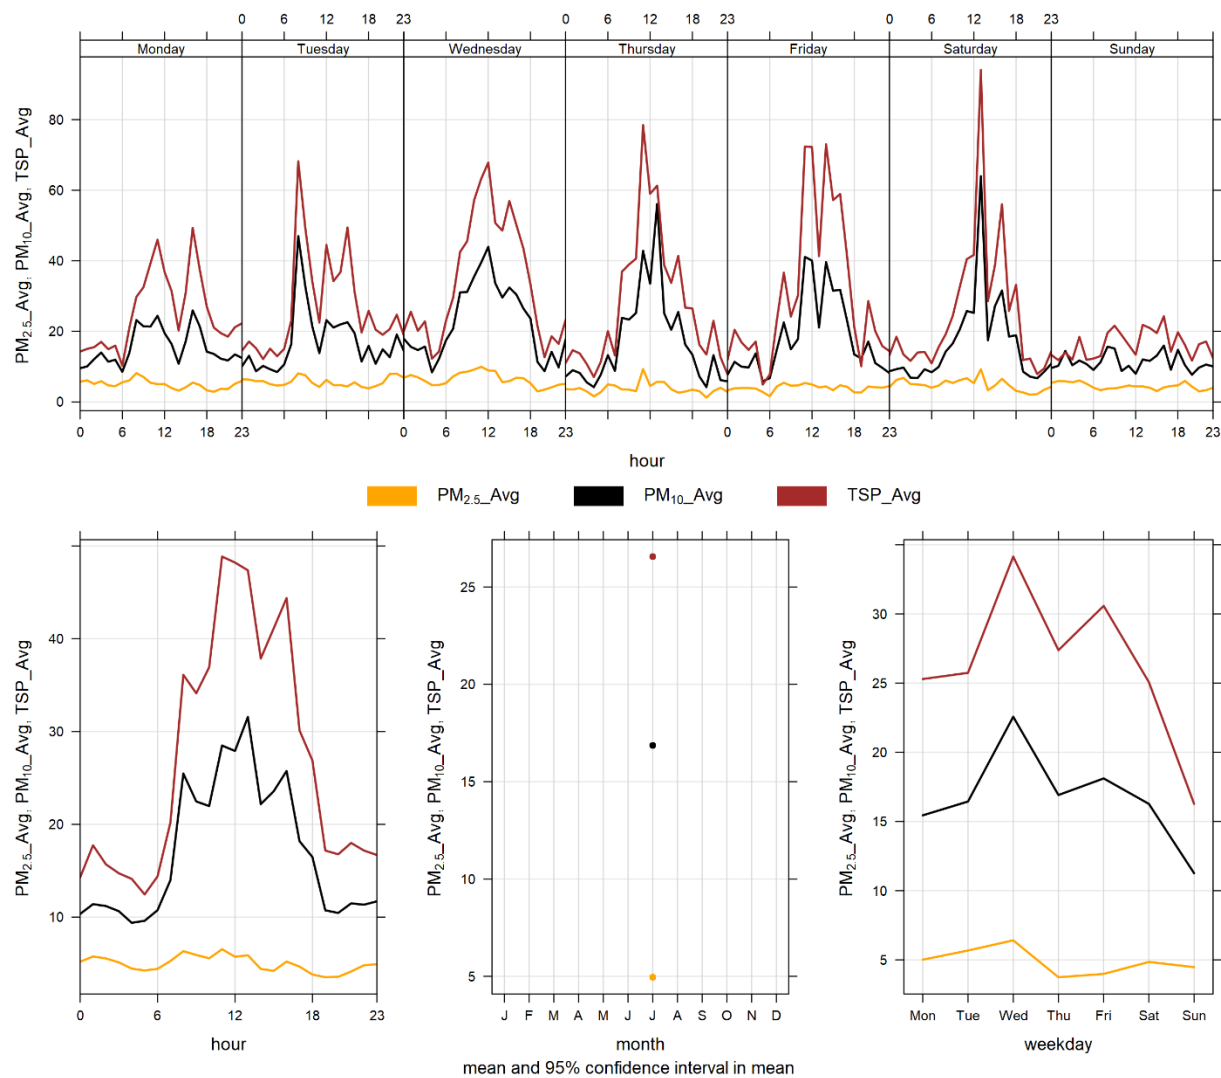 0 6 12 18 23 0 6 12 18 23 0 6 12 18 23
Monday Tuesday Wednesday Thursday Friday Saturday Sunday
PM2.5_Avg, PM10_Avg, TSP_Avg
80
60
40
20
0
0 6 12 18 23 0 6 12 18 23 0 6 12 18 23 0 6 12 18 23
hour
PM2.5_Avg PM10_Avg TSP_Avg
PM2.5_Avg, PM10_Avg, TSP_Avg
40
30
20
10
0 6 12 18 23
hour
PM2.5_Avg, PM10_Avg, TSP_Avg
25
20
15
10
5
J F M A M J J A S O N D
month
PM2.5_Avg, PM10_Avg, TSP_Avg
30
25
20
15
10
5
Mon Tue Wed Thu Fri Sat Sun
weekday
mean and 95% confidence interval in mean